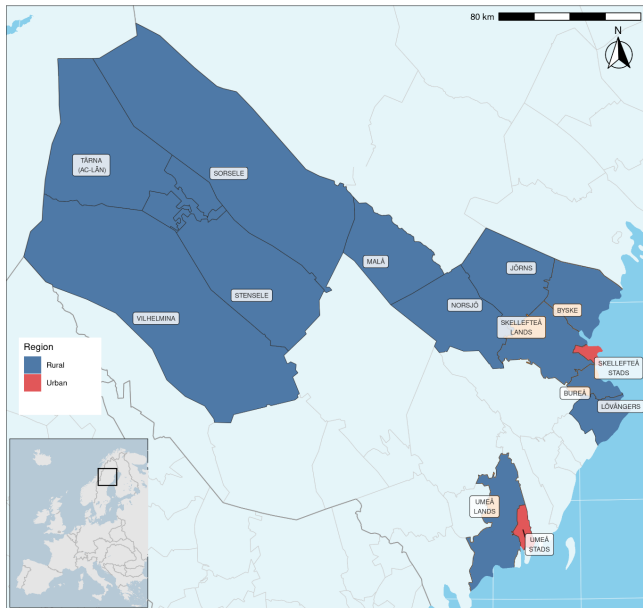 80 km
N
TÄRNA
(AC-LÄN)
SORSELE
MALÅ
JÖRNS
STENSELE
NORSJÖ
BYSKE
VILHELMINA
SKELLEFTEÅ
LANDS
Region
Rural
Urban
SKELLEFTEÅ
STADS
BUREÅ
LÖVÅNGERS
UMEÅ
LANDS
UMEÅ
STADS